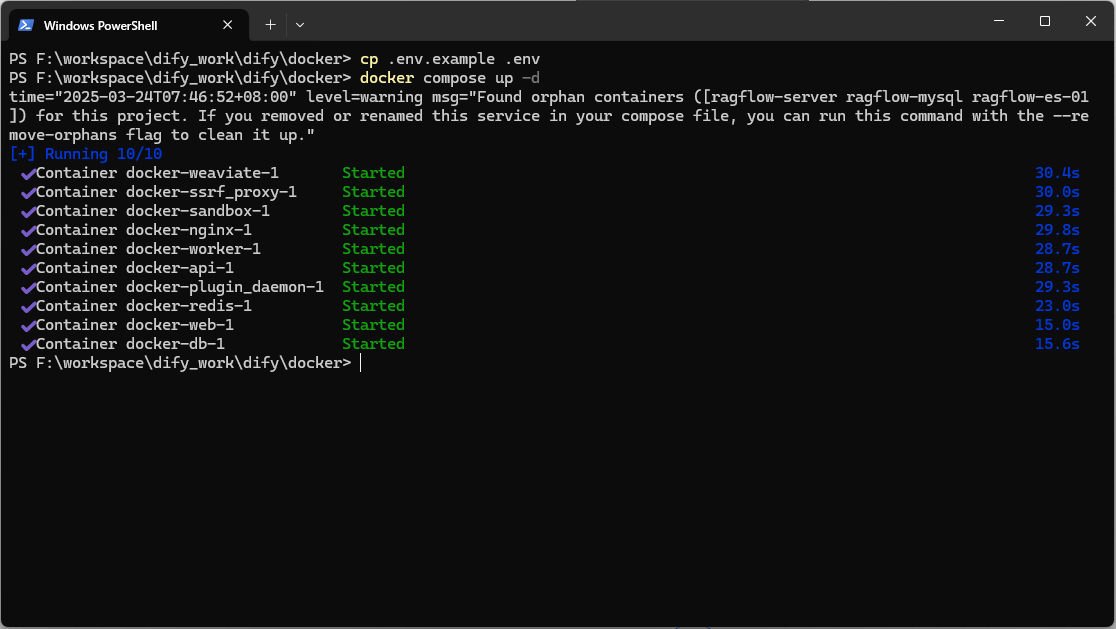 Windows PowerShell
PS F:\workspace\dify_work\dify\docker> cp .env.example .env
PS F:\workspace\dify_work\dify\docker> docker compose up -d
time="2025-03-24T07:46:52+08:00" level=warning msg="Found orphan containers ([ragflow-server ragflow-mysql ragflow-es-01
]) for this project. If you removed or renamed this service in your compose file, you can run this command with the --re
move-orphans flag to clean it up."
[+] Running 10/10
✔Container docker-weaviate-1 Started 30.4s
✔Container docker-ssrf_proxy-1 Started 30.0s
✔Container docker-sandbox-1 Started 29.3s
✔Container docker-nginx-1 Started 29.8s
✔Container docker-worker-1 Started 28.7s
✔Container docker-api-1 Started 28.7s
✔Container docker-plugin_daemon-1 Started 29.3s
✔Container docker-redis-1 Started 23.0s
✔Container docker-web-1 Started 15.0s
✔Container docker-db-1 Started 15.6s
PS F:\workspace\dify_work\dify\docker>